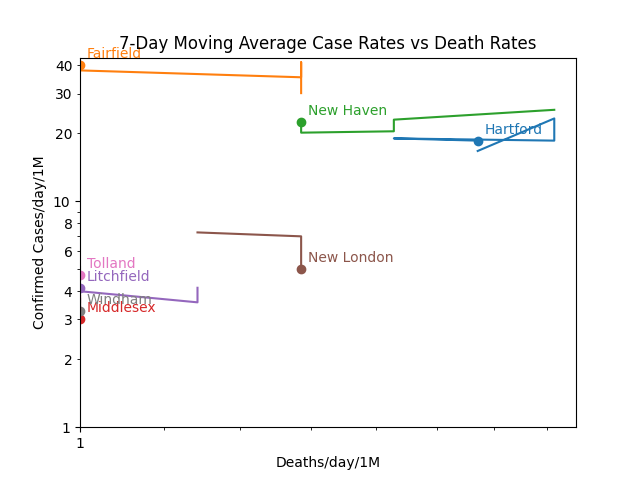 7-Day Moving Average Case Rates vs Death Rates
Fairfield
New Haven
Hartford
New London
Tolland
Litchfield
Windham
Middlesex
40
30
20
10
8
6
4
3
2
1
1
Confirmed Cases/day/1M
Deaths/day/1M